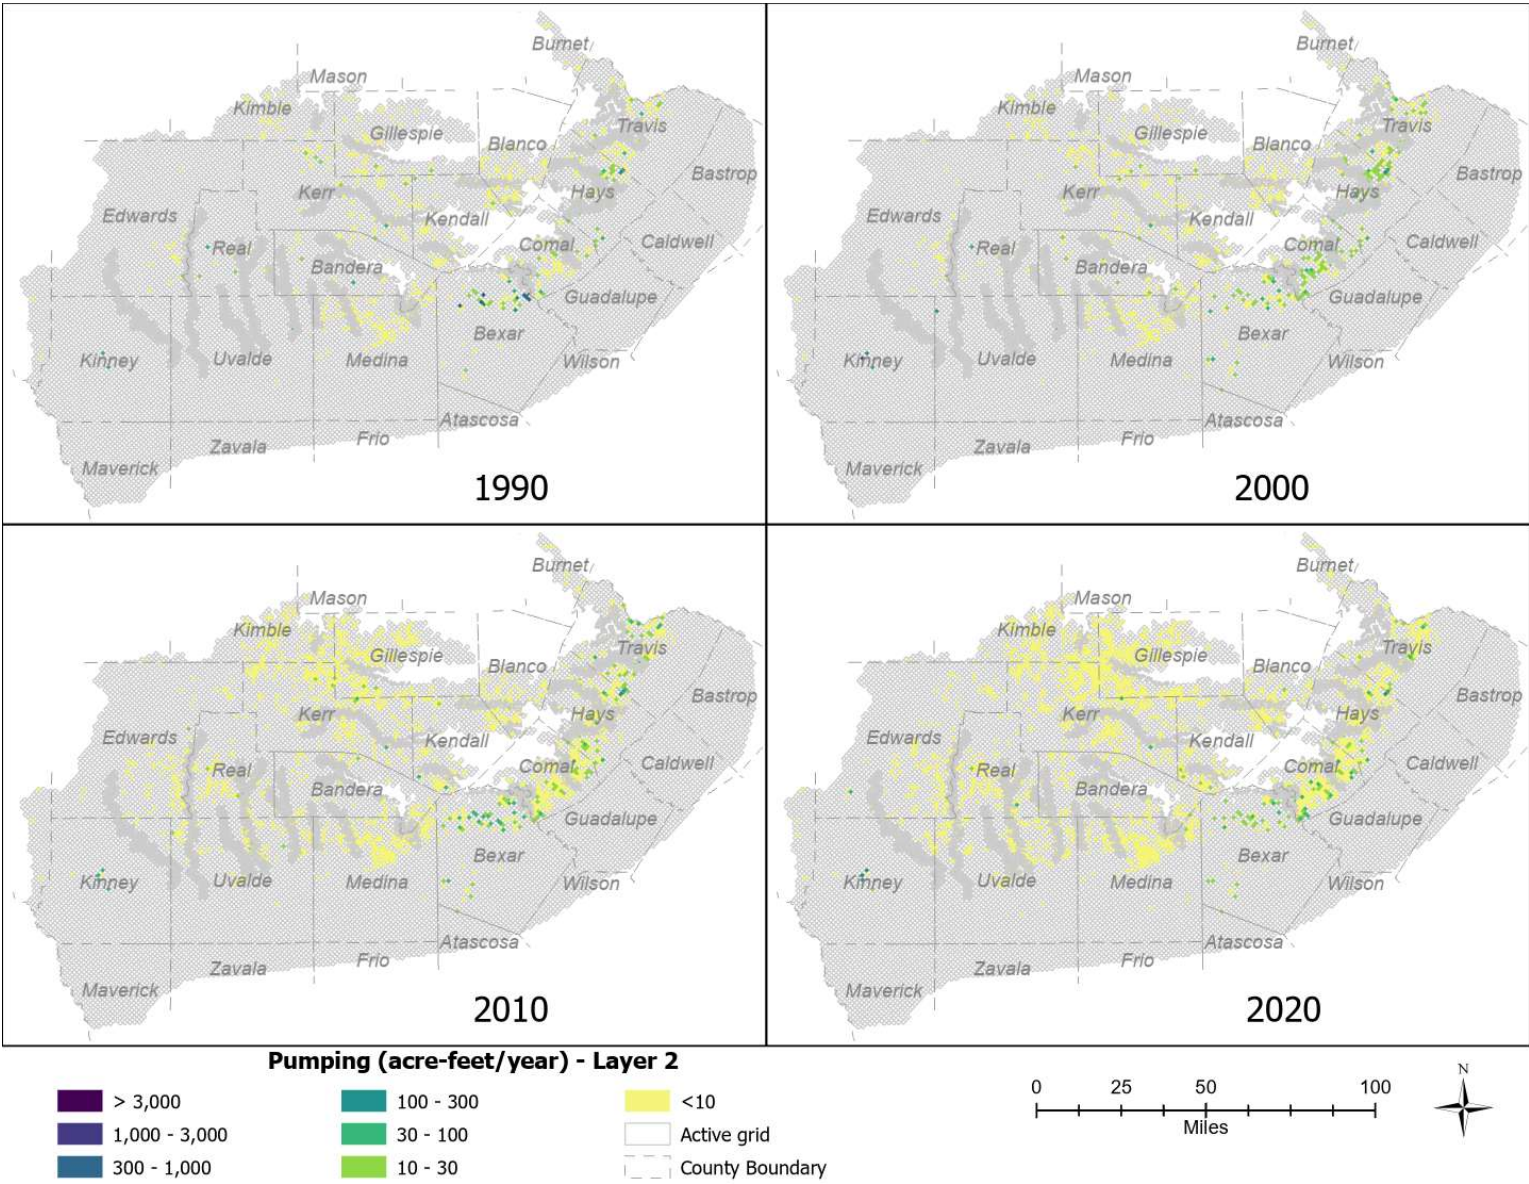 Burnet
Mason
Kimble
Gillespie
Travis
Blanco
Bastrop
Kerr
Hays
Edwards
Kendall
Real
Comal
Caldwell
Bandera
Guadalupe
Bexar
Kinney
Uvalde
Medina
Wilson
Atascosa
Zavala
Frio
Maverick
1990
Burnet
Mason
Kimble
Gillespie
Travis
Blanco
Bastrop
Kerr
Hays
Edwards
Kendall
Real
Comal
Caldwell
Bandera
Guadalupe
Bexar
Kinney
Uvalde
Medina
Wilson
Atascosa
Zavala
Frio
Maverick
2000
Burnet
Mason
Kimble
Gillespie
Travis
Blanco
Bastrop
Kerr
Hays
Edwards
Kendall
Real
Comal
Caldwell
Bandera
Guadalupe
Bexar
Kinney
Uvalde
Medina
Wilson
Atascosa
Zavala
Frio
Maverick
2010
Burnet
Mason
Kimble
Gillespie
Travis
Blanco
Bastrop
Kerr
Hays
Edwards
Kendall
Real
Comal
Caldwell
Bandera
Guadalupe
Bexar
Kinney
Uvalde
Medina
Wilson
Atascosa
Zavala
Frio
Maverick
2020
Pumping (acre-feet/year) - Layer 2
> 3,000
1,000 - 3,000
300 - 1,000
100 - 300
30 - 100
10 - 30
<10
Active grid
County Boundary
0 25 50 100
Miles
N